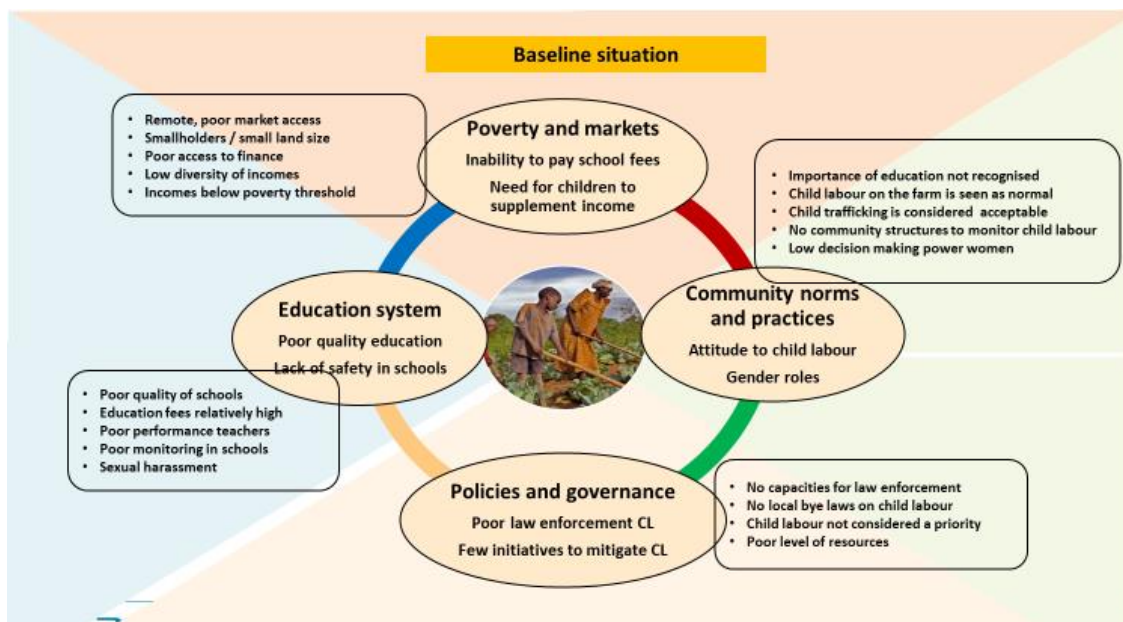 Baseline situation
Remote, poor market access
Smallholders / small land size
Poor access to finance
Low diversity of incomes
Incomes below poverty threshold
Poverty and markets
Inability to pay school fees
Need for children to
supplement income
Importance of education not recognised
Child labour on the farm is seen as normal
Child trafficking is considered acceptable
No community structures to monitor child labour
Low decision making power women
Education system
Poor quality education
Lack of safety in schools
Community norms
and practices
Attitude to child labour
Gender roles
Poor quality of schools
Education fees relatively high
Poor performance teachers
Poor monitoring in schools
Sexual harassment
Policies and governance
Poor law enforcement CL
Few initiatives to mitigate CL
No capacities for law enforcement
No local bye laws on child labour
Child labour not considered a priority
Poor level of resources